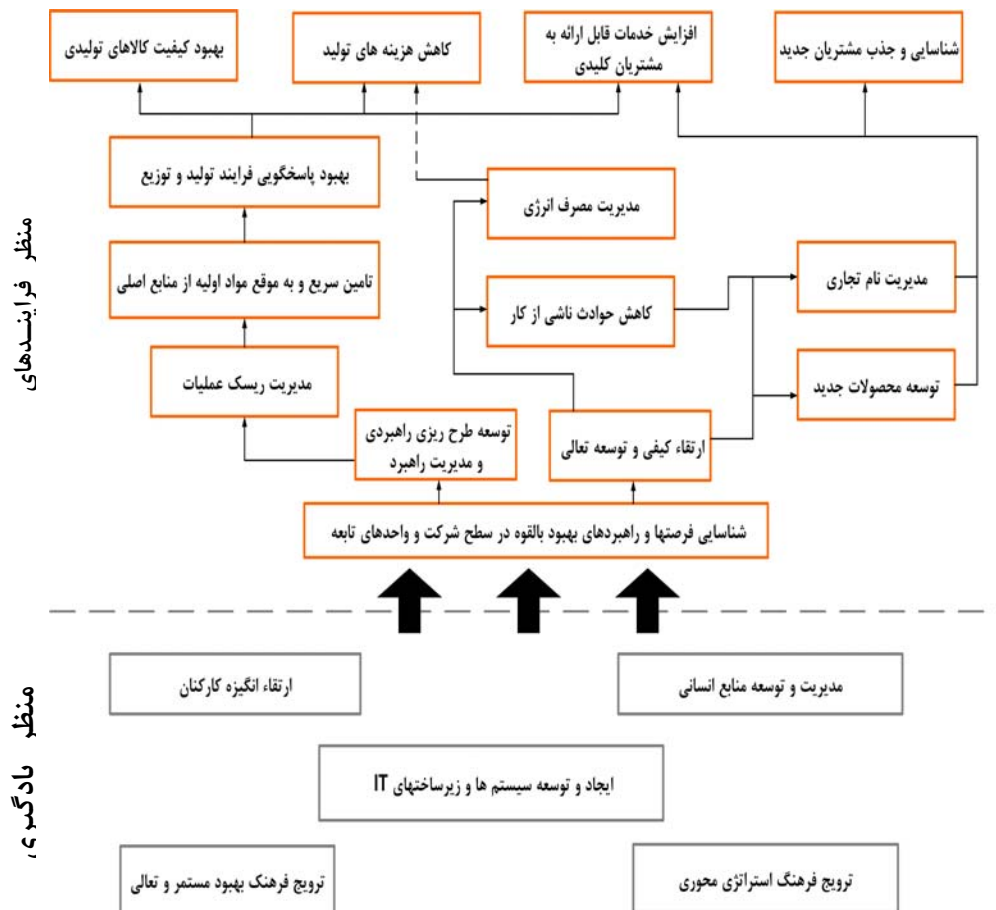 شناسایی و جذب مشتریان جدید
افزایش خدمات قابل ارائه به
مشتریان کلیدی
کاهش هزینه های تولید
بهبود کیفیت کالاهای تولیدی
بهبود پاسخگویی فرایند تولید و توزیع
مدیریت مصرف انرژی
منظر فرایندهای
مدیریت نام تجاری
تامین سریع و به موقع مواد اولیه از منابع اصلی
کاهش حوادث ناشی از کار
توسعه محصولات جدید
مدیریت ریسک عملیات
ارتقاء کیفی و توسعه تعالی
توسعه طرح ریزی راهبردی
و مدیریت راهبرد
شناسایی فرصتها و راهبردهای بهبود بالقوه در سطح شرکت و واحدهای تابعه
منظر یادگیری
مدیریت و توسعه منابع انسانی
ارتقاء انگیزه کارکنان
ایجاد و توسعه سیستم ها و زیرساختهای IT
ترویج فرهنگ استراتژی محوری
ترویج فرهنک بهبود مستمر و تعالی